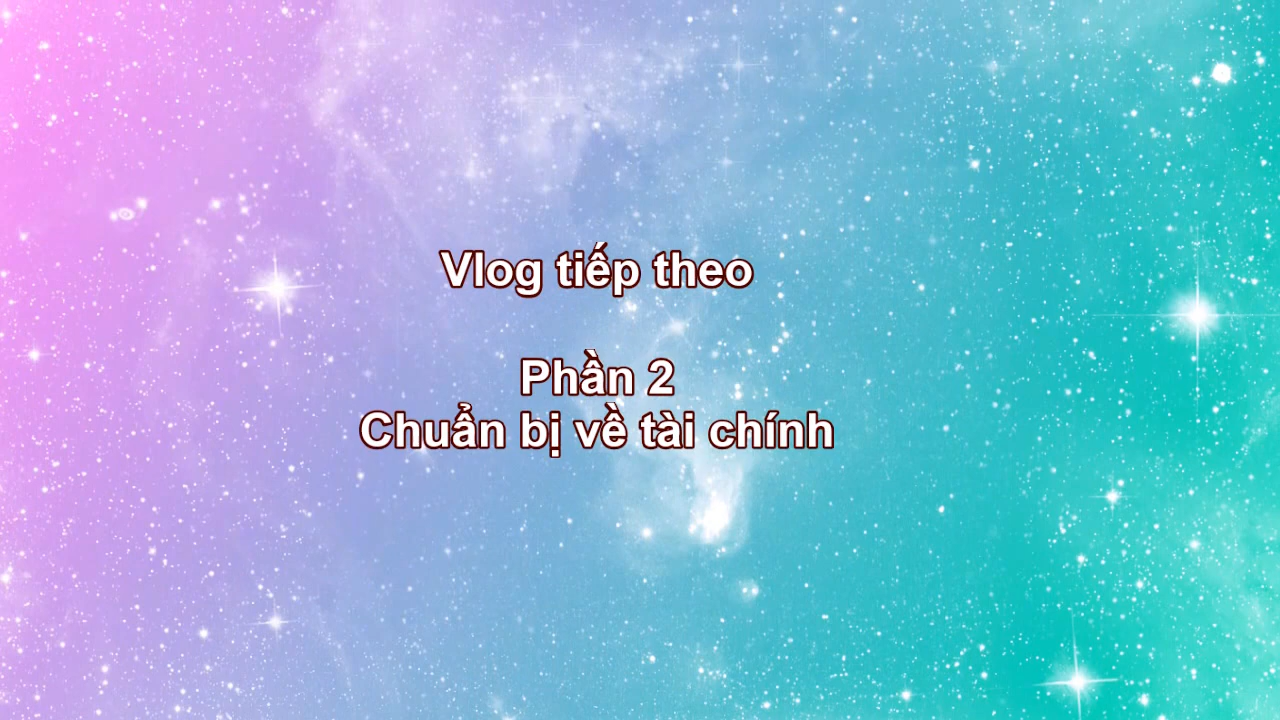 Vlog tiếp theo
Phần 2
Chuẩn bị về tài chính